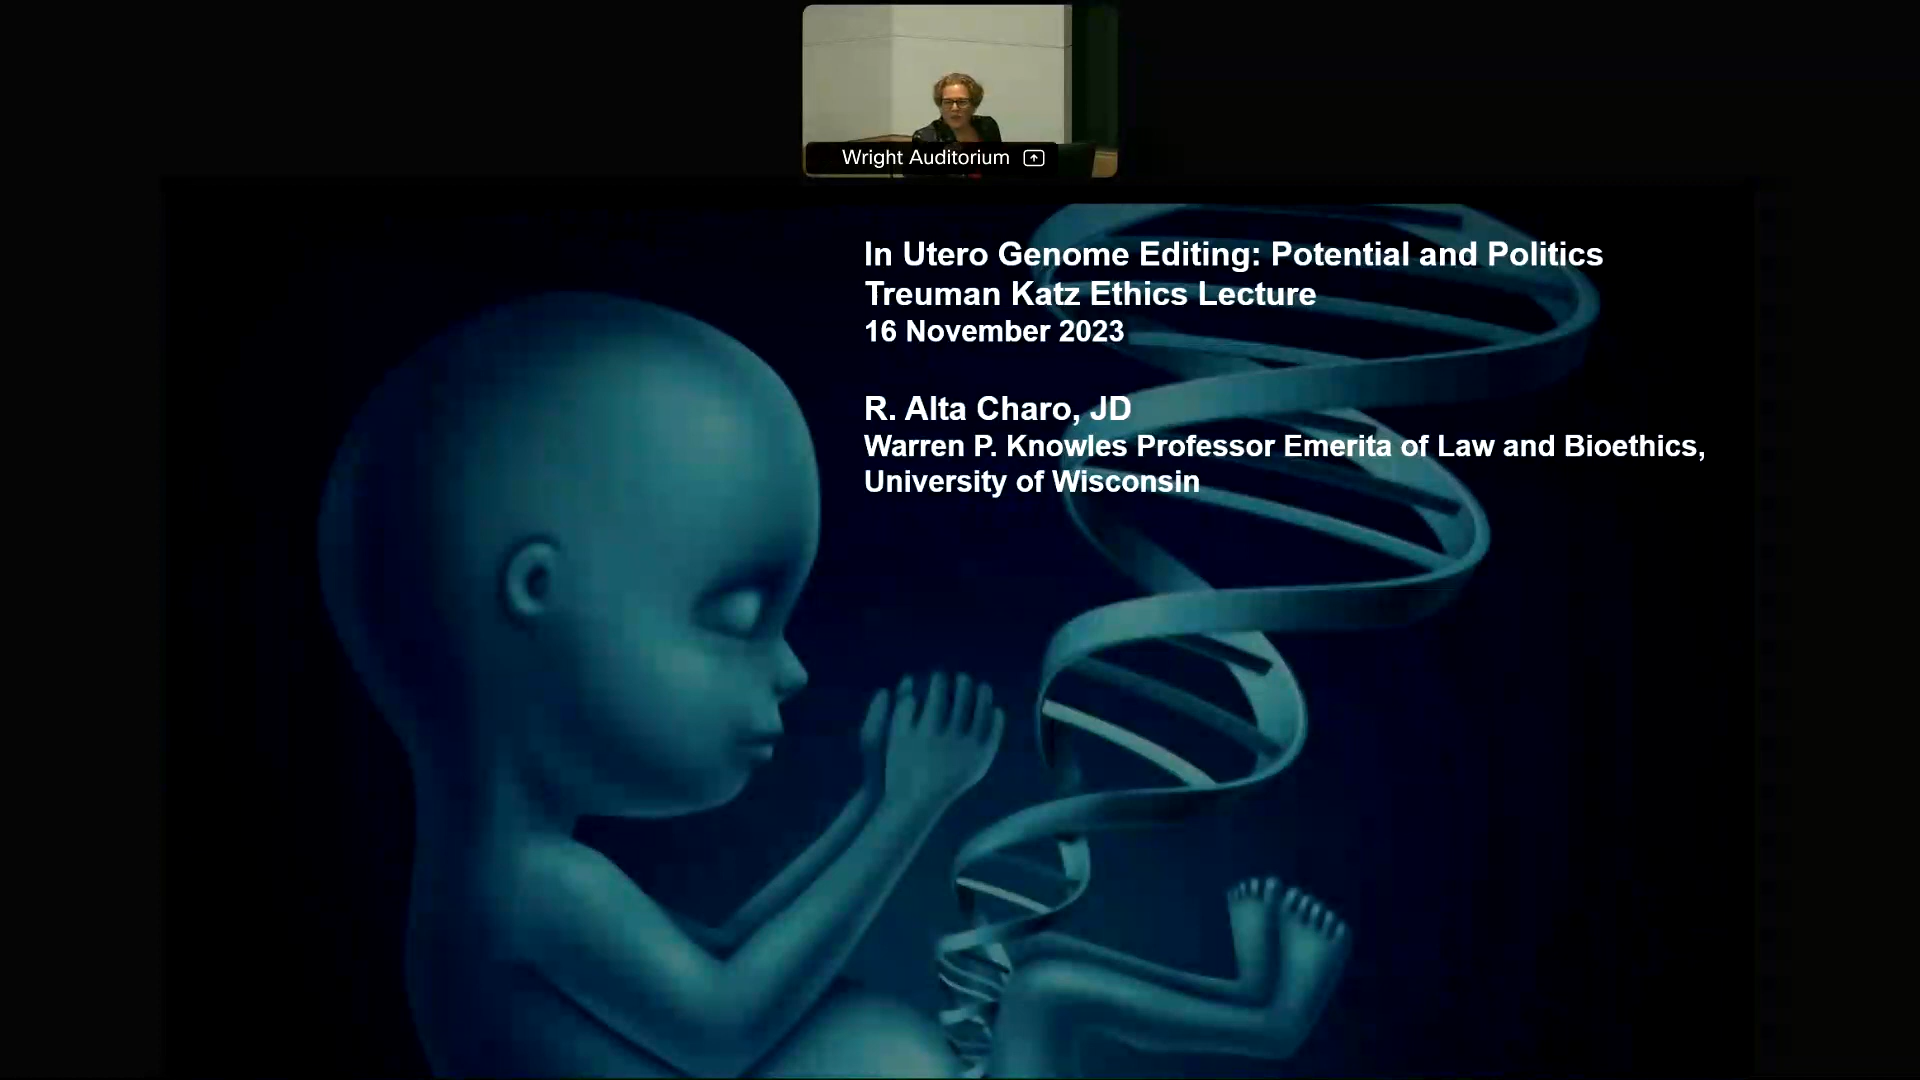 Wright Auditorium
In Utero Genome Editing: Potential and Politics
Treuman Katz Ethics Lecture
16 November 2023
R. Alta Charo, JD
Warren P. Knowles Professor Emerita of Law and Bioethics,
University of Wisconsin